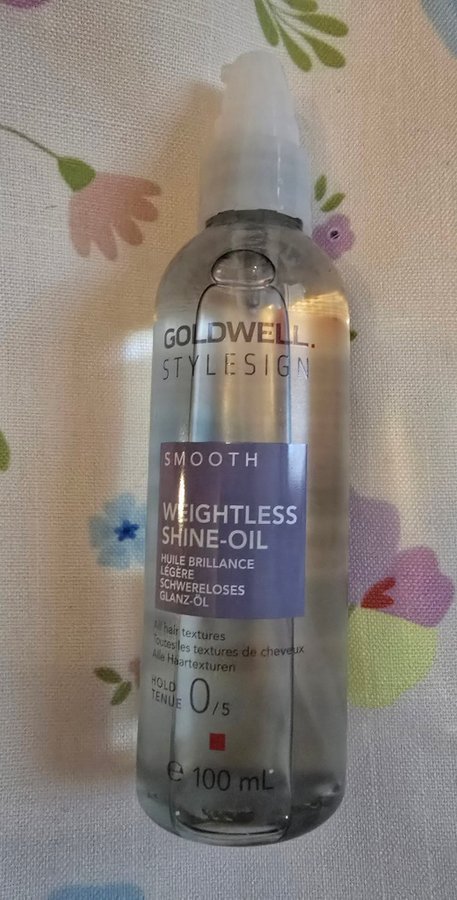 GOLDWELL.
STYLESIGN
SMOOTH
WEIGHTLESS
SHINE-OIL
HUILE BRILLANCE
LÉGÈRE
SCHWERELOSES
GLANZ-ÖL
All hair textures
Toutes les textures de cheveux
Alle Haartexturen
HOLD
TENUE 0/5
℮ 100 mL